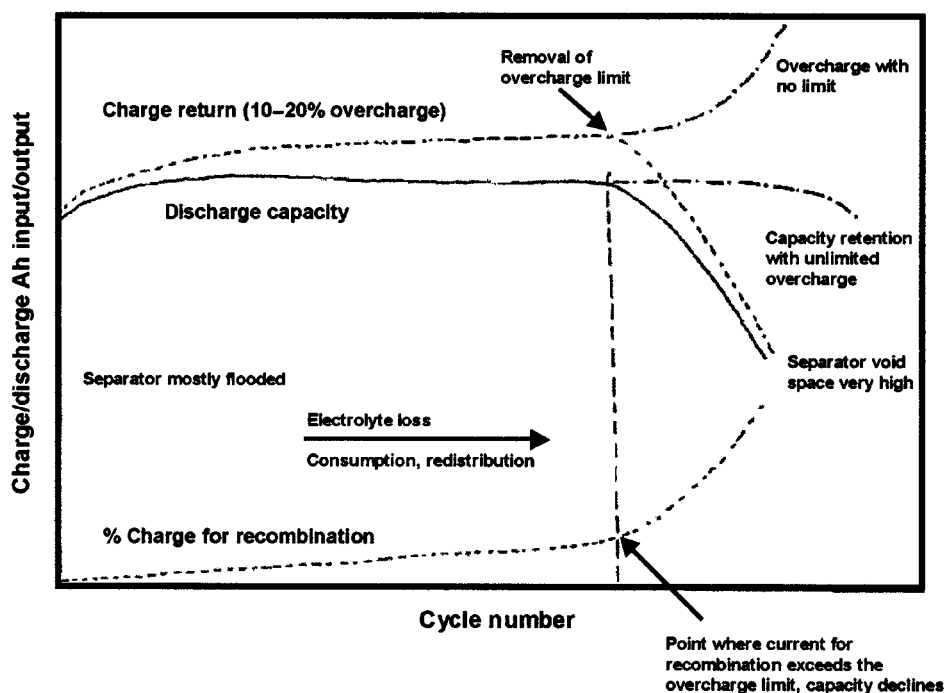 Removal of
overcharge limit
Overcharge with
no limit
Charge return (10–20% overcharge)
Discharge capacity
Capacity retention
with unlimited
overcharge
Charge/discharge Ah input/output
Separator mostly flooded
Separator void
space very high
Electrolyte loss
Consumption, redistribution
% Charge for recombination
Cycle number
Point where current for
recombination exceeds the
overcharge limit, capacity declines